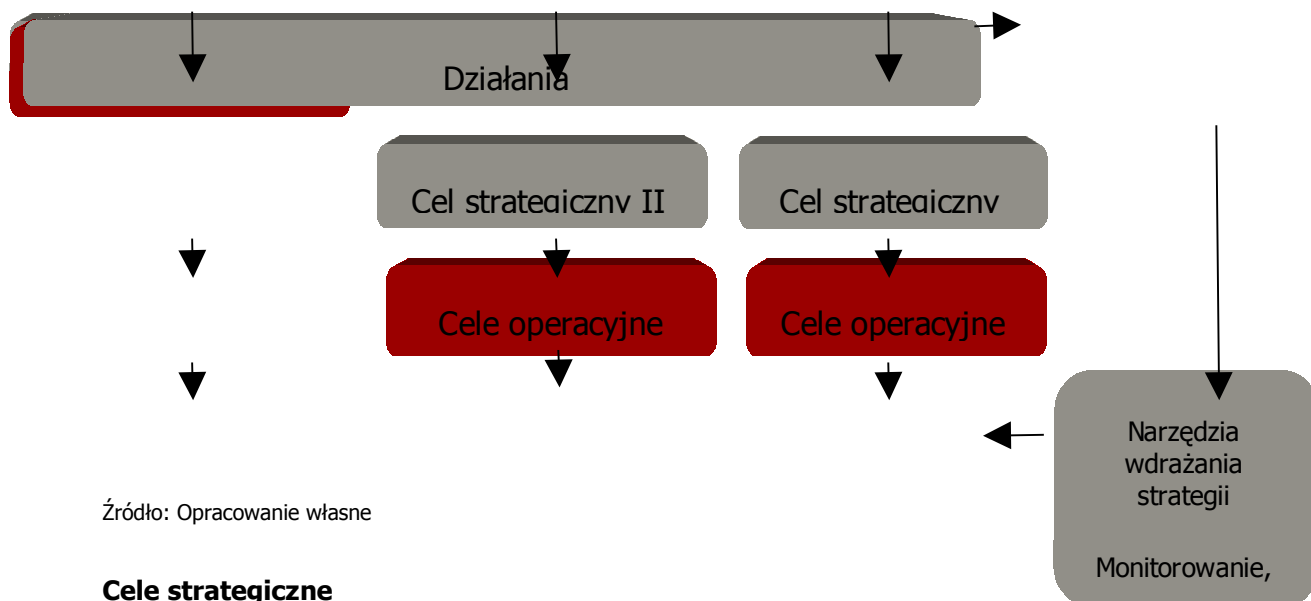 Działania
Cel strategiczny II
Cel strategiczny
Cele operacyjne
Cele operacyjne
Narzędzia
wdrażania
strategii
Monitorowanie,
Źródło: Opracowanie własne
Cele strategiczne